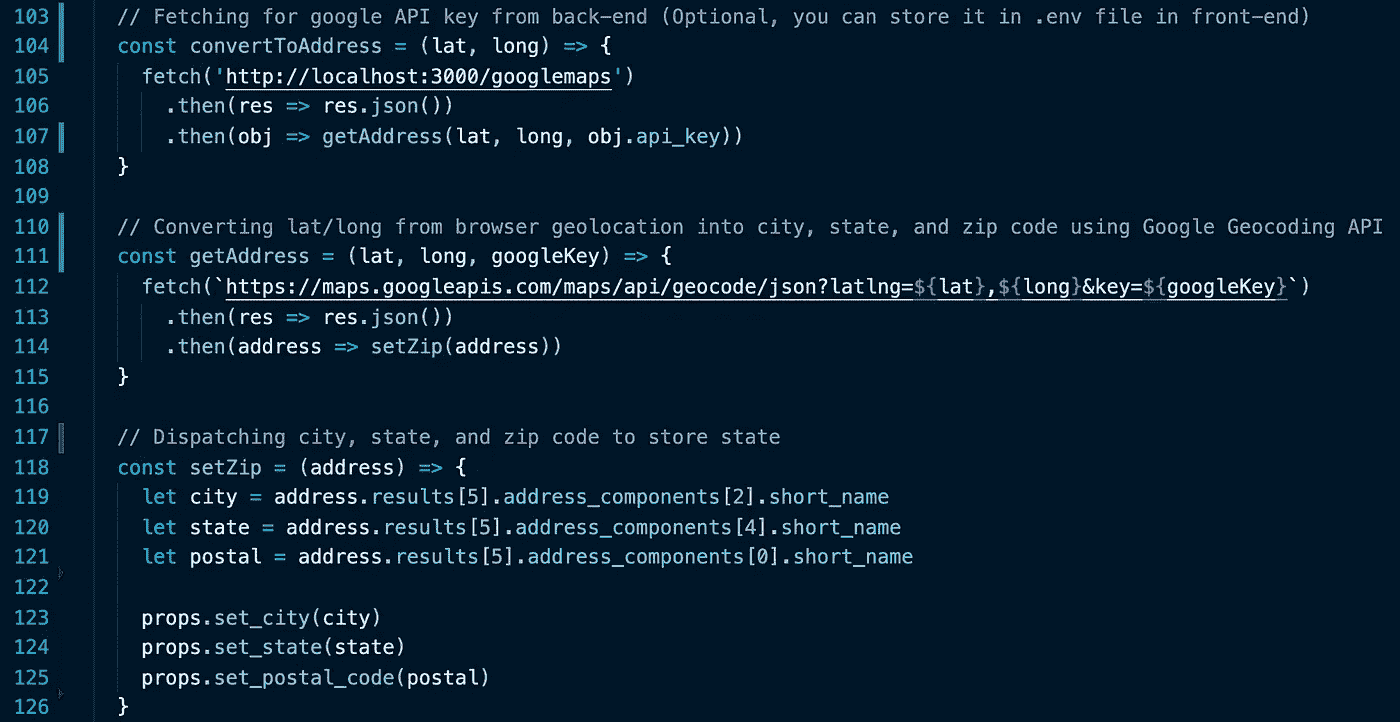 103 // Fetching for google API key from back-end (Optional, you can store it in .env file in front-end)
104 const convertToAddress = (lat, long) => {
105 fetch('http://localhost:3000/googlemaps')
106 .then(res => res.json())
107 .then(obj => getAddress(lat, long, obj.api_key))
108 }
109
110 // Converting lat/long from browser geolocation into city, state, and zip code using Google Geocoding API
111 const getAddress = (lat, long, googleKey) => {
112 fetch(`https://maps.googleapis.com/maps/api/geocode/json?latlng=${lat},${long}&key=${googleKey}`)
113 .then(res => res.json())
114 .then(address => setZip(address))
115 }
116
117 // Dispatching city, state, and zip code to store state
118 const setZip = (address) => {
119 let city = address.results[5].address_components[2].short_name
120 let state = address.results[5].address_components[4].short_name
121 let postal = address.results[5].address_components[0].short_name
122
123 props.set_city(city)
124 props.set_state(state)
125 props.set_postal_code(postal)
126 }